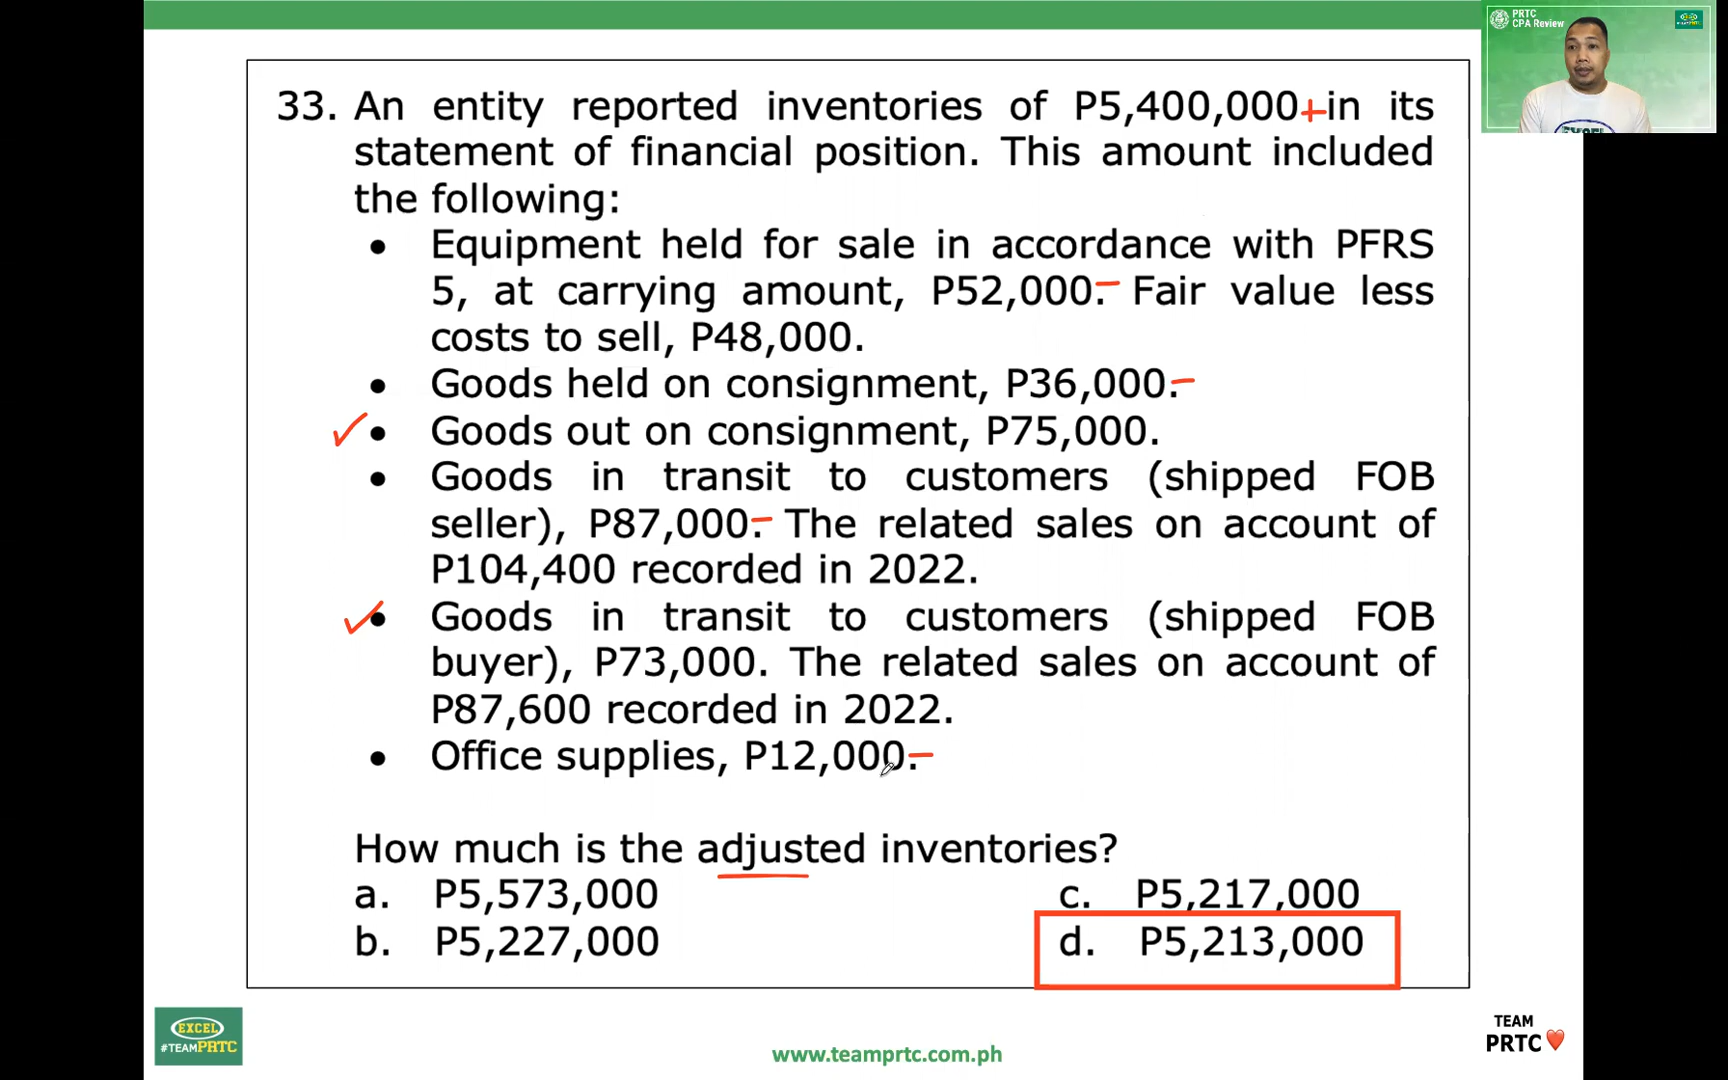 PRTC
CPA Review
33. An entity reported inventories of P5,400,000+in its
statement of financial position. This amount included
the following:
• Equipment held for sale in accordance with PFRS
5, at carrying amount, P52,000. – Fair value less
costs to sell, P48,000.
• Goods held on consignment, P36,000. –
✓ • Goods out on consignment, P75,000.
• Goods in transit to customers (shipped FOB
seller), P87,000. – The related sales on account of
P104,400 recorded in 2022.
✓ • Goods in transit to customers (shipped FOB
buyer), P73,000. The related sales on account of
P87,600 recorded in 2022.
• Office supplies, P12,000. –
How much is the adjusted inventories?
a. P5,573,000 c. P5,217,000
b. P5,227,000 d. P5,213,000
EXCEL
#TEAMPRTC
www.teamprtc.com.ph
TEAM
PRTC